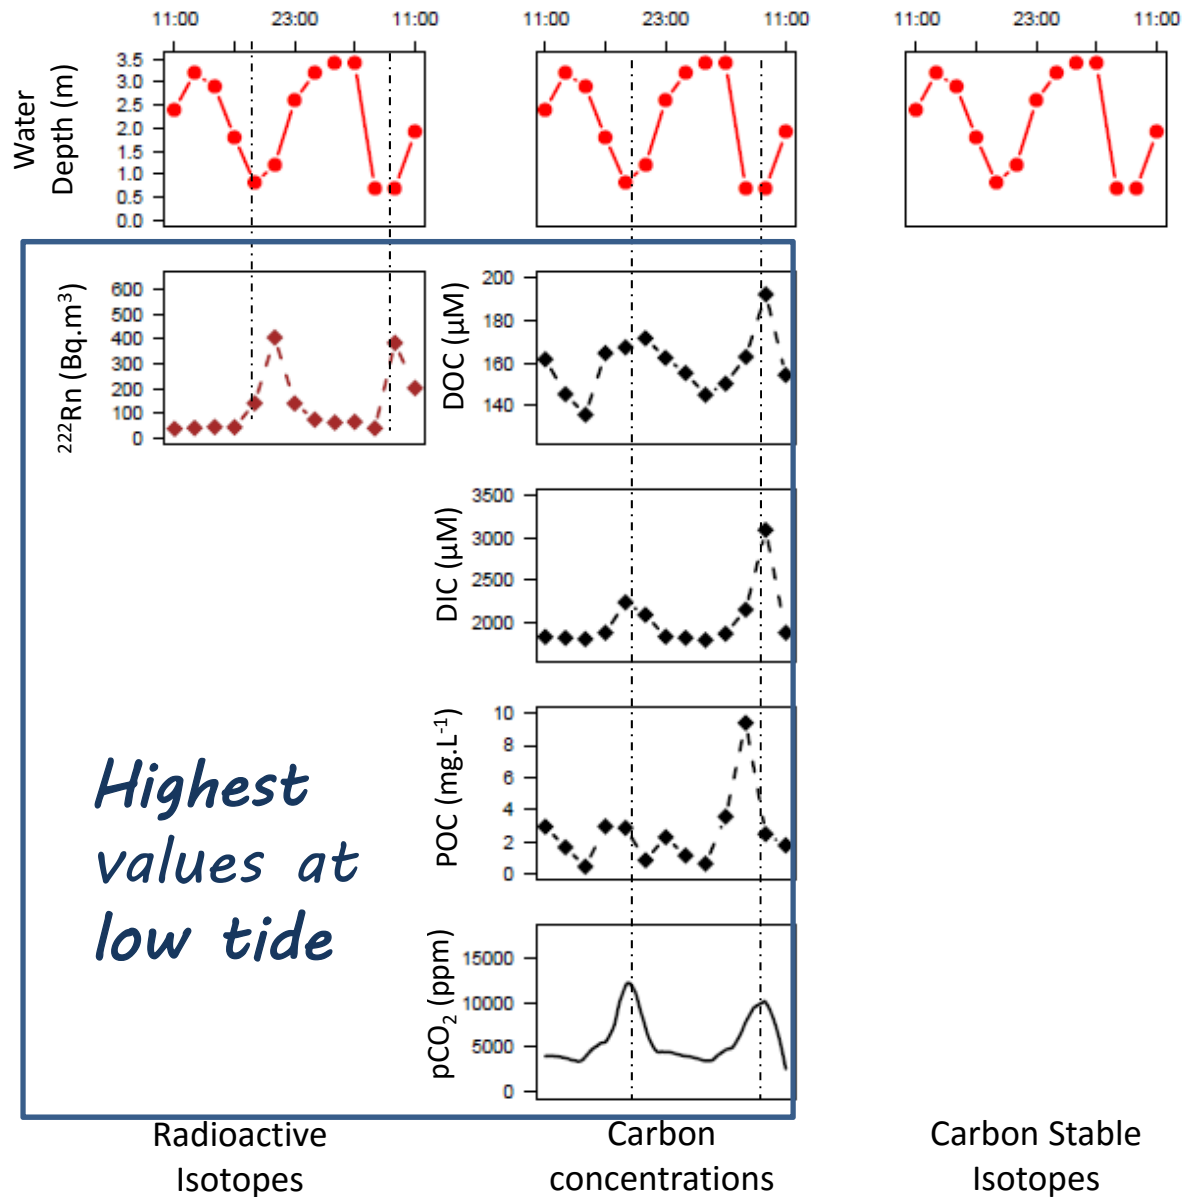 11:00 23:00 11:00
11:00 23:00 11:00
11:00 23:00 11:00
Water
Depth (m)
3.5
3.0
2.5
2.0
1.5
1.0
0.5
0.0
²²²Rn (Bq.m³)
600
500
400
300
200
100
0
DOC (µM)
200
180
160
140
DIC (µM)
3500
3000
2500
2000
POC (mg.L⁻¹)
10
8
6
4
2
0
Highest
values at
low tide
pCO₂ (ppm)
15000
10000
5000
0
Radioactive
Isotopes
Carbon
concentrations
Carbon Stable
Isotopes